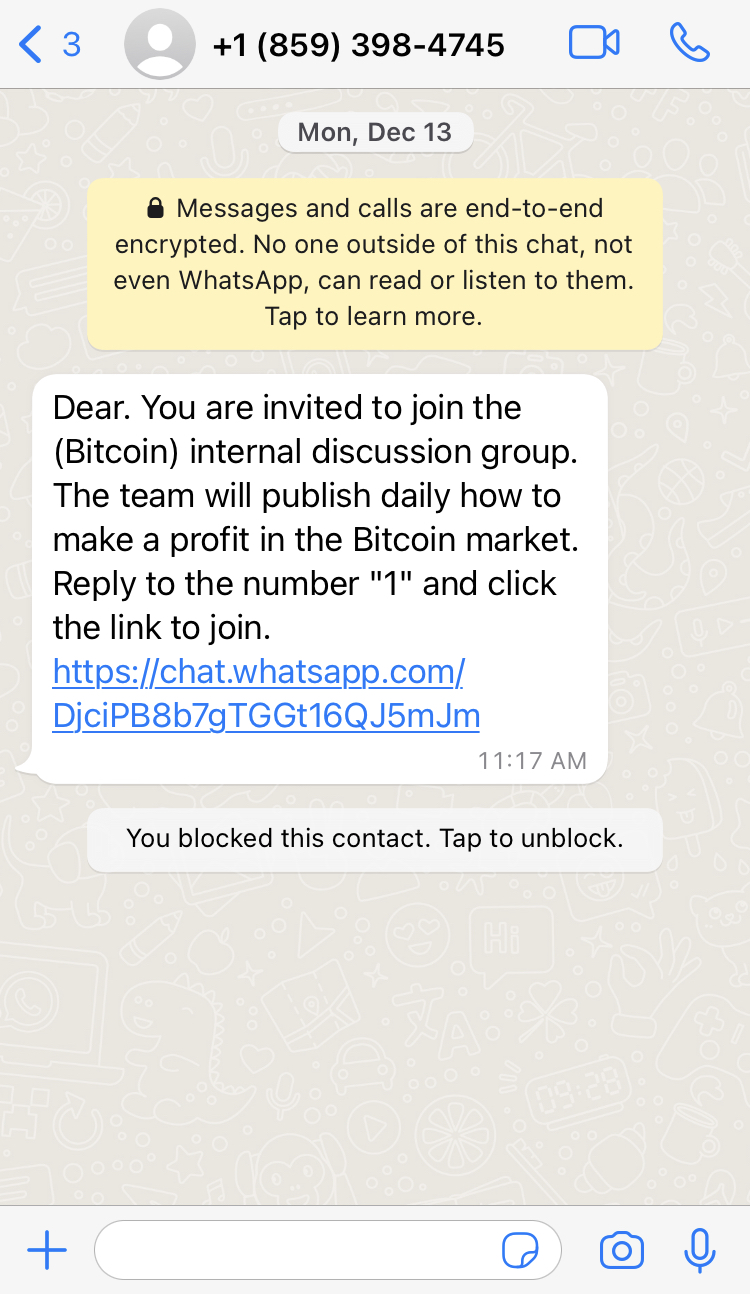 3
+1 (859) 398-4745
Mon, Dec 13
Messages and calls are end-to-end
encrypted. No one outside of this chat, not
even WhatsApp, can read or listen to them.
Tap to learn more.
Dear. You are invited to join the
(Bitcoin) internal discussion group.
The team will publish daily how to
make a profit in the Bitcoin market.
Reply to the number "1" and click
the link to join.
https://chat.whatsapp.com/
DjciPB8b7gTGGt16QJ5mJm
11:17 AM
You blocked this contact. Tap to unblock.
Hi
09:28